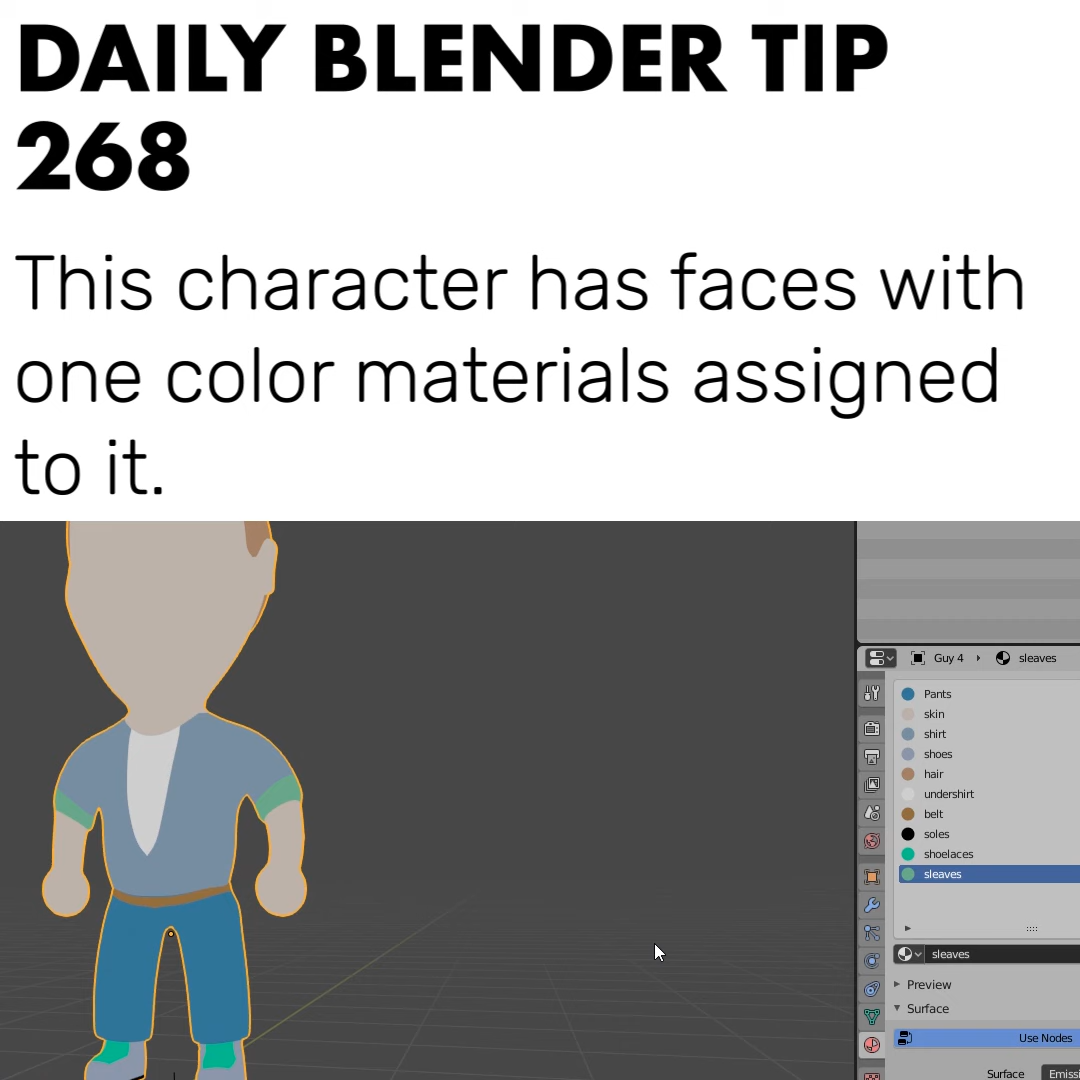 DAILY BLENDER TIP
268
This character has faces with
one color materials assigned
to it.
Guy 4 sleaves
Pants
skin
shirt
shoes
hair
undershirt
belt
soles
shoelaces
sleaves
sleaves
Preview
Surface
Use Nodes
Surface Emissi